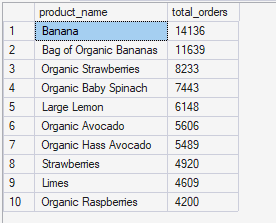 product_name total_orders
1 Banana 14136
2 Bag of Organic Bananas 11639
3 Organic Strawberries 8233
4 Organic Baby Spinach 7443
5 Large Lemon 6148
6 Organic Avocado 5606
7 Organic Hass Avocado 5489
8 Strawberries 4920
9 Limes 4609
10 Organic Raspberries 4200